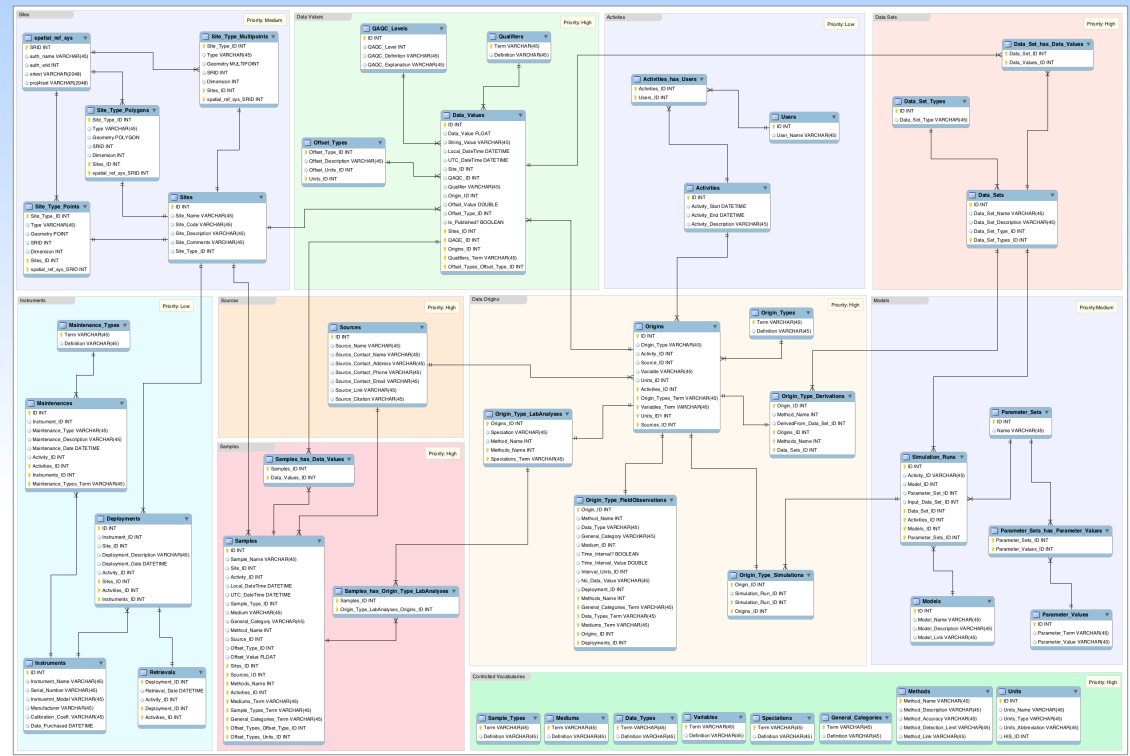 Sites
Priority: Medium
spatial_ref_sys
SRID INT
auth_name VARCHAR(45)
auth_srid INT
srtext VARCHAR(2048)
proj4text VARCHAR(2048)
Site_Type_Multipoints
Site_Type_ID INT
Type VARCHAR(45)
Geometry MULTIPOINT
SRID INT
Dimension INT
Sites_ID INT
spatial_ref_sys_SRID INT
Site_Type_Polygons
Site_Type_ID INT
Type VARCHAR(45)
Geometry POLYGON
SRID INT
Dimension INT
Sites_ID INT
spatial_ref_sys_SRID INT
Site_Type_Points
Site_Type_ID INT
Type VARCHAR(45)
Geometry POINT
SRID INT
Dimension INT
Sites_ID INT
spatial_ref_sys_SRID INT
Sites
ID INT
Site_Name VARCHAR(45)
Site_Code VARCHAR(45)
Site_Description VARCHAR(45)
Site_Comments VARCHAR(45)
Site_Type_ID INT
Data Values
Priority: High
QAQC_Levels
ID INT
QAQC_Level INT
QAQC_Definition VARCHAR(45)
QAQC_Explanation VARCHAR(45)
Qualifiers
Term VARCHAR(45)
Definition VARCHAR(45)
Offset_Types
Offset_Type_ID INT
Offset_Description VARCHAR(45)
Offset_Units_ID INT
Units_ID INT
Data_Values
ID INT
Data_Value FLOAT
String_Value VARCHAR(45)
Local_DateTime DATETIME
UTC_DateTime DATETIME
Site_ID INT
QAQC_ID INT
Qualifier VARCHAR(45)
Origin_ID INT
Offset_Value DOUBLE
Offset_Type_ID INT
Is_Published? BOOLEAN
Sites_ID INT
QAQC_ID INT
Origins_ID INT
Qualifiers_Term VARCHAR(45)
Offset_Types_Offset_Type_ID INT
Activites
Priority: Low
Activities_has_Users
Activities_ID INT
Users_ID INT
Users
ID INT
User_Name VARCHAR(45)
Activities
ID INT
Activity_Start DATETIME
Activity_End DATETIME
Activity_Description VARCHAR(45)
Data Sets
Priority: High
Data_Set_has_Data_Values
Data_Set_ID INT
Data_Values_ID INT
Data_Set_Types
ID INT
Data_Set_Type VARCHAR(45)
Data_Sets
ID INT
Data_Set_Name VARCHAR(45)
Data_Set_Description VARCHAR(45)
Data_Set_Type_ID INT
Data_Set_Types_ID INT
Instruments
Priority: Low
Maintenance_Types
Term VARCHAR(45)
Definition VARCHAR(45)
Maintenances
ID INT
Instrument_ID INT
Maintenance_Type VARCHAR(45)
Maintenance_Description VARCHAR(45)
Maintenance_Date DATETIME
Activity_ID INT
Activities_ID INT
Instruments_ID INT
Maintenance_Types_Term VARCHAR(45)
Deployments
ID INT
Instrument_ID INT
Site_ID INT
Deployment_Description VARCHAR(45)
Deployment_Date DATETIME
Activity_ID INT
Sites_ID INT
Activities_ID INT
Instruments_ID INT
Instruments
ID INT
Instrument_Name VARCHAR(45)
Serial_Number VARCHAR(45)
Manufacturer VARCHAR(45)
Calibration_Coeff. VARCHAR(45)
Date_Purchased DATETIME
Retrievals
Deployment_ID INT
Retrieval_Date DATETIME
Activity_ID INT
Deployment_ID INT
Activities_ID INT
Sources
Priority: High
Sources
ID INT
Source_Name VARCHAR(45)
Source_Contact_Name VARCHAR(45)
Source_Contact_Address VARCHAR(45)
Source_Contact_Phone VARCHAR(45)
Source_Contact_Email VARCHAR(45)
Source_Link VARCHAR(45)
Source_Citation VARCHAR(45)
Samples
Priority: High
Samples_has_Data_Values
Samples_ID INT
Data_Values_ID INT
Samples
ID INT
Sample_Name VARCHAR(45)
Site_ID INT
Activity_ID INT
Local_DateTime DATETIME
UTC_DateTime DATETIME
Sample_Type_ID INT
Medium VARCHAR(45)
General_Category VARCHAR(45)
Method_Name INT
Source_ID INT
Offset_Type_ID INT
Offset_Value FLOAT
Sites_ID INT
Sources_ID INT
Methods_Name INT
Activities_ID INT
Mediums_Term VARCHAR(45)
Sample_Types_Term VARCHAR(45)
General_Categories_Term VARCHAR(45)
Offset_Types_Offset_Type_ID INT
Offset_Types_Units_ID INT
Samples_has_Origin_Type_LabAnalyses
Samples_ID INT
Origin_Type_LabAnalyses_Origins_ID INT
Data Origins
Priority: High
Origins
ID INT
Origin_Type VARCHAR(45)
Activity_ID INT
Source_ID INT
Variable VARCHAR(45)
Units_ID INT
Activities_ID INT
Origin_Types_Term VARCHAR(45)
Variables_Term VARCHAR(45)
Units_ID1 INT
Sources_ID INT
Origin_Types
Term VARCHAR(45)
Definition VARCHAR(45)
Origin_Type_LabAnalyses
Origins_ID INT
Speciation VARCHAR(45)
Method_Name INT
Methods_Name INT
Speciations_Term VARCHAR(45)
Origin_Type_Derivations
Origin_ID INT
Method_Name INT
DerivedFrom_Data_Set_ID INT
Origins_ID INT
Methods_Name INT
Data_Sets_ID INT
Origin_Type_FieldObservations
Origin_ID INT
Method_Name INT
Data_Type VARCHAR(45)
General_Category VARCHAR(45)
Medium_ID INT
Time_Interval? BOOLEAN
Time_Interval_Value DOUBLE
Interval_Units_ID INT
No_Data_Value VARCHAR(45)
Deployment_ID INT
Methods_Name INT
General_Categories_Term VARCHAR(45)
Data_Types_Term VARCHAR(45)
Mediums_Term VARCHAR(45)
Origins_ID INT
Deployments_ID INT
Origin_Type_Simulations
Origin_ID INT
Simulation_Run_ID INT
Simulation_Runs_ID INT
Origins_ID INT
Models
Priority:Medium
Parameter_Sets
ID INT
Name VARCHAR(45)
Simulation_Runs
ID INT
Activity_ID VARCHAR(45)
Model_ID INT
Parameter_Set_ID INT
Input_Data_Set_ID INT
Data_Set_ID INT
Activities_ID INT
Models_ID INT
Parameter_Sets_ID INT
Parameter_Sets_has_Parameter_Values
Parameter_Sets_ID INT
Parameter_Values_ID INT
Models
ID INT
Model_Name VARCHAR(45)
Model_Description VARCHAR(45)
Model_Link VARCHAR(45)
Parameter_Values
ID INT
Parameter_Term VARCHAR(45)
Parameter_Value VARCHAR(45)
Controlled Vocabularies
Priority: High
Sample_Types
Term VARCHAR(45)
Definition VARCHAR(45)
Mediums
Term VARCHAR(45)
Definition VARCHAR(45)
Data_Types
Term VARCHAR(45)
Definition VARCHAR(45)
Variables
Term VARCHAR(45)
Definition VARCHAR(45)
Speciations
Term VARCHAR(45)
Definition VARCHAR(45)
General_Categories
Term VARCHAR(45)
Definition VARCHAR(45)
Methods
Method_Name INT
Method_Description VARCHAR(45)
Method_Accuracy VARCHAR(45)
Method_Detection_Limit VARCHAR(45)
Method_Link VARCHAR(45)
Units
ID INT
Units_Name VARCHAR(45)
Units_Type VARCHAR(45)
Units_Abbreviation VARCHAR(45)
HIS_ID INT